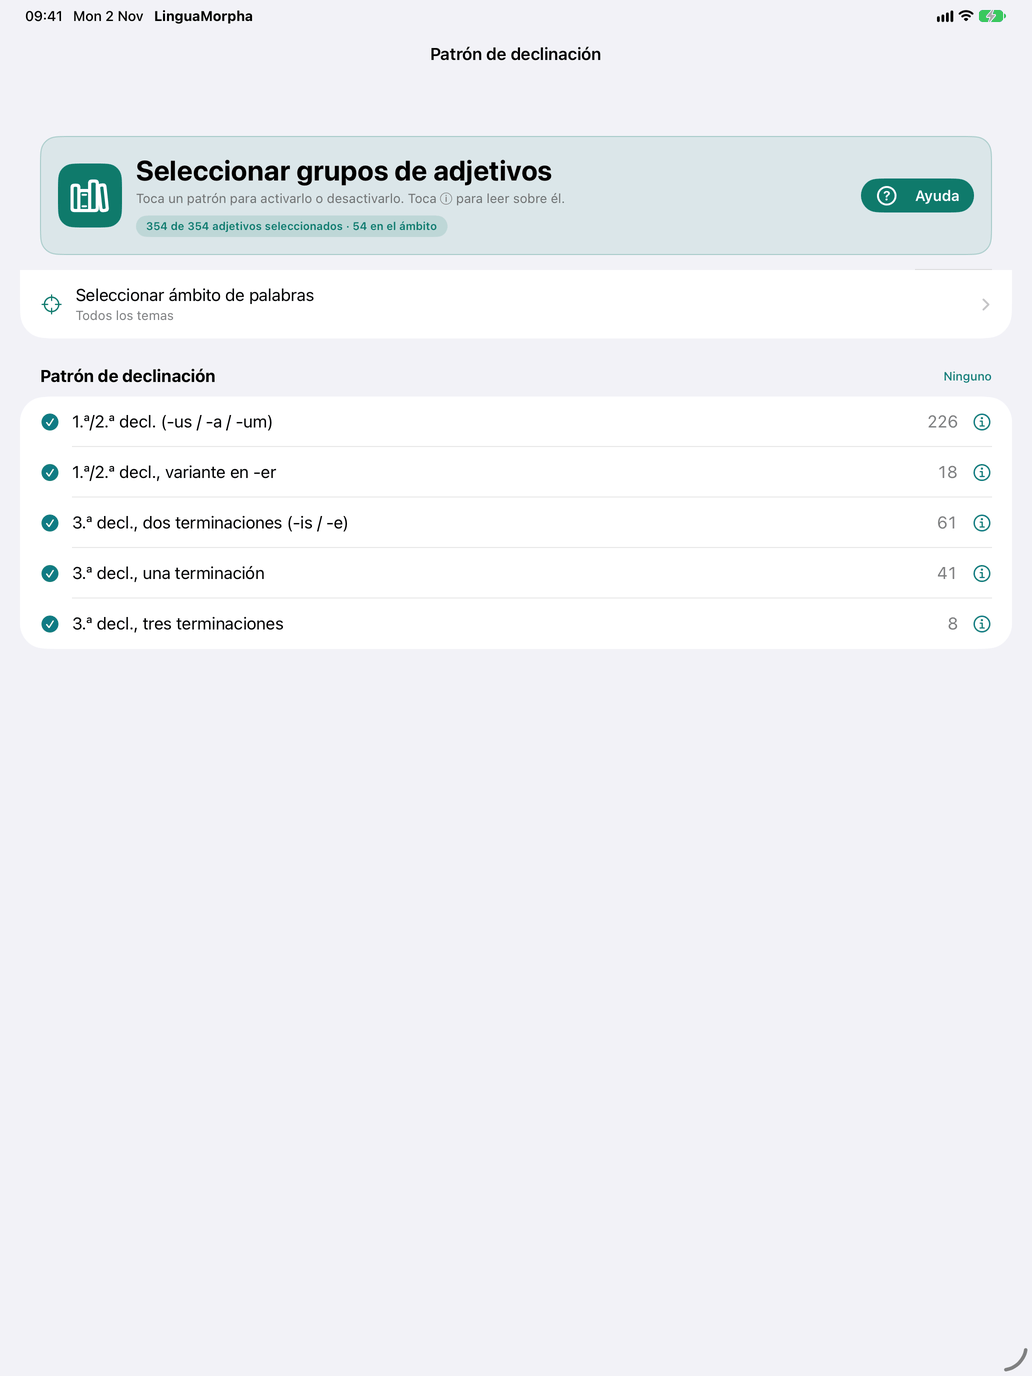 09:41 Mon 2 Nov LinguaMorpha
Patrón de declinación
Seleccionar grupos de adjetivos
Toca un patrón para activarlo o desactivarlo. Toca ⓘ para leer sobre él.
354 de 354 adjetivos seleccionados · 54 en el ámbito
Ayuda
Seleccionar ámbito de palabras
Todos los temas
Patrón de declinación Ninguno
1.ª/2.ª decl. (-us / -a / -um) 226
1.ª/2.ª decl., variante en -er 18
3.ª decl., dos terminaciones (-is / -e) 61
3.ª decl., una terminación 41
3.ª decl., tres terminaciones 8